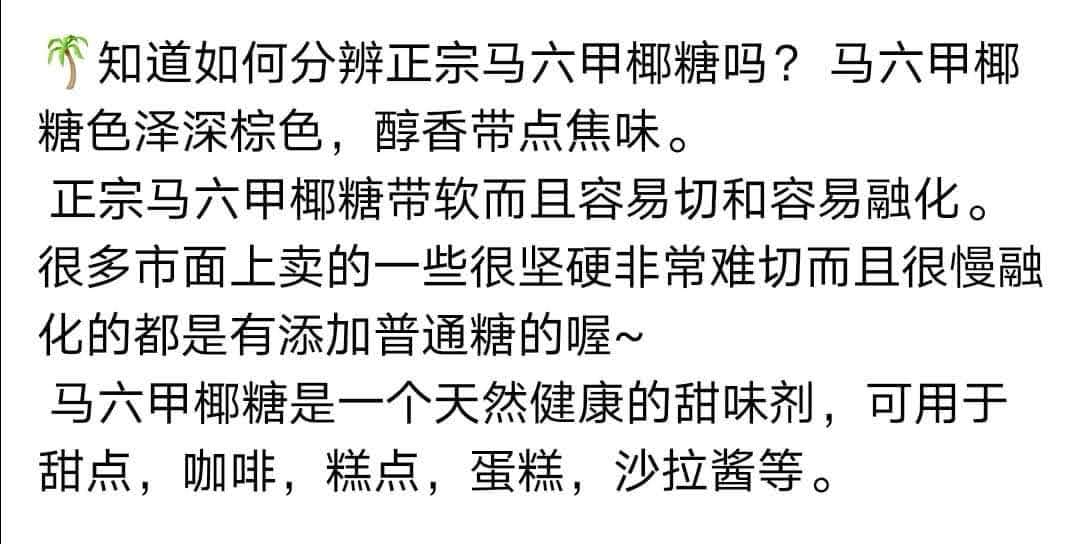 🌴知道如何分辨正宗马六甲椰糖吗？ 马六甲椰
糖色泽深棕色，醇香带点焦味。
正宗马六甲椰糖带软而且容易切和容易融化。
很多市面上卖的一些很坚硬非常难切而且很慢融
化的都是有添加普通糖的喔~
马六甲椰糖是一个天然健康的甜味剂，可用于
甜点，咖啡，糕点，蛋糕，沙拉酱等。